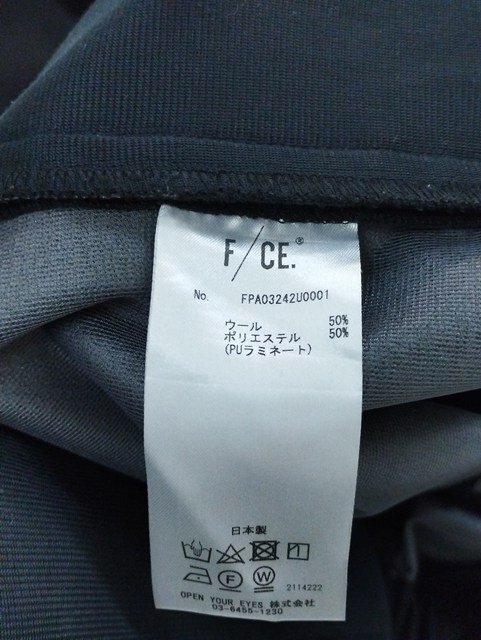 F/CE.®
No. FPA03242U0001
ウール 50%
ポリエステル 50%
(PUラミネート)
日本製
F W
2114222
OPEN YOUR EYES 株式会社
03-6455-1230